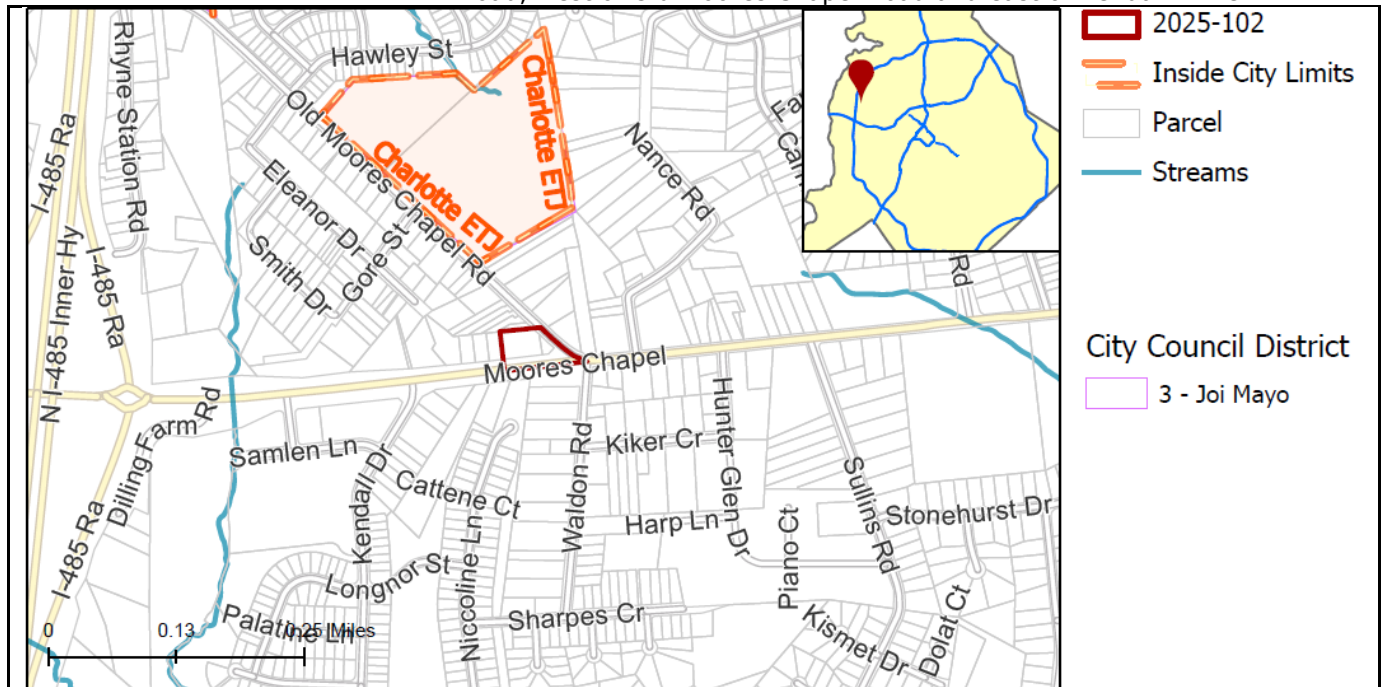 2025-102
Inside City Limits
Parcel
Streams
City Council District
3 - Joi Mayo
Hawley St
Rhyne Station Rd
Old Moores Chapel Rd
Charlotte ETJ
Charlotte ETJ
Nance Rd
I-485 Ra
N I-485 Inner Hy
I-485 Ra
Eleanor Dr
Gore St
Smith Dr
Rd
Moores Chapel
Dilling Farm Rd
Samlen Ln
Kendall Dr
Cattene Ct
Waldon Rd
Kiker Cr
Hunter Glen Dr
Harp Ln
Piano Ct
Sullins Rd
Stonehurst Dr
I-485 Ra
Longnor St
Niccoline Ln
Palatine Ln
Sharpes Cr
Kismet Dr
Dolat Ct
0 0.13 0.25 Miles